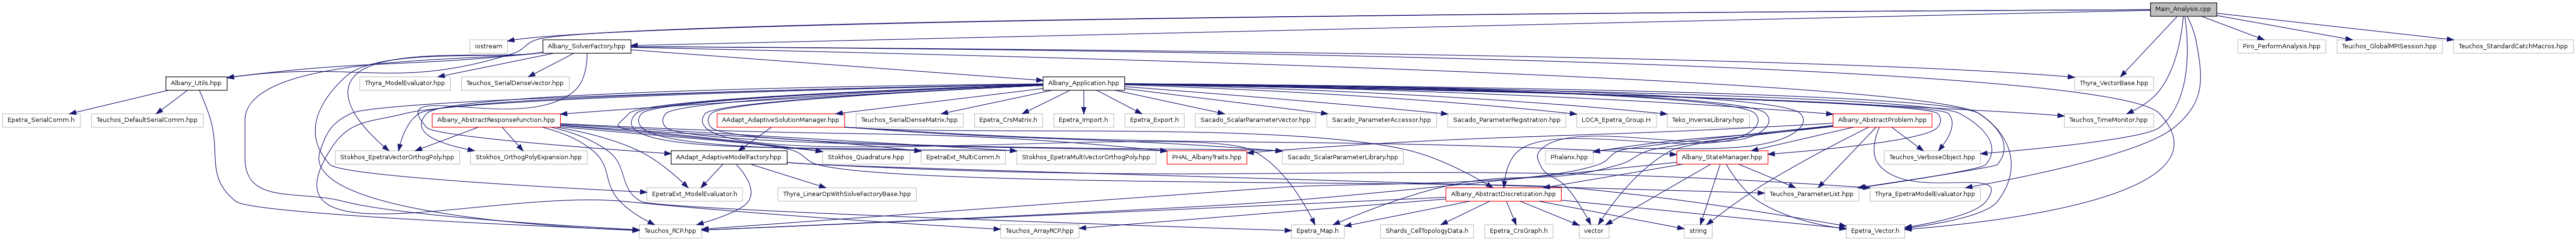 Main_Analysis.cpp
iostream
Albany_SolverFactory.hpp
Piro_PerformAnalysis.hpp
Teuchos_GlobalMPISession.hpp
Teuchos_StandardCatchMacros.hpp
Albany_Utils.hpp
Thyra_ModelEvaluator.hpp
Teuchos_SerialDenseVector.hpp
Albany_Application.hpp
Thyra_VectorBase.hpp
Epetra_SerialComm.h
Teuchos_DefaultSerialComm.hpp
Albany_AbstractResponseFunction.hpp
AAdapt_AdaptiveSolutionManager.hpp
Teuchos_SerialDenseMatrix.hpp
Epetra_CrsMatrix.h
Epetra_Import.h
Epetra_Export.h
Sacado_ScalarParameterVector.hpp
Sacado_ParameterAccessor.hpp
Sacado_ParameterRegistration.hpp
LOCA_Epetra_Group.H
Teko_InverseLibrary.hpp
Albany_AbstractProblem.hpp
Teuchos_TimeMonitor.hpp
Stokhos_EpetraVectorOrthogPoly.hpp
Stokhos_OrthogPolyExpansion.hpp
AAdapt_AdaptiveModelFactory.hpp
Stokhos_Quadrature.hpp
EpetraExt_MultiComm.h
Stokhos_EpetraMultiVectorOrthogPoly.hpp
PHAL_AlbanyTraits.hpp
Sacado_ScalarParameterLibrary.hpp
Phalanx.hpp
Albany_StateManager.hpp
Teuchos_VerboseObject.hpp
EpetraExt_ModelEvaluator.h
Thyra_LinearOpWithSolveFactoryBase.hpp
Albany_AbstractDiscretization.hpp
Teuchos_ParameterList.hpp
Thyra_EpetraModelEvaluator.hpp
Teuchos_RCP.hpp
Teuchos_ArrayRCP.hpp
Epetra_Map.h
Shards_CellTopologyData.h
Epetra_CrsGraph.h
vector
string
Epetra_Vector.h